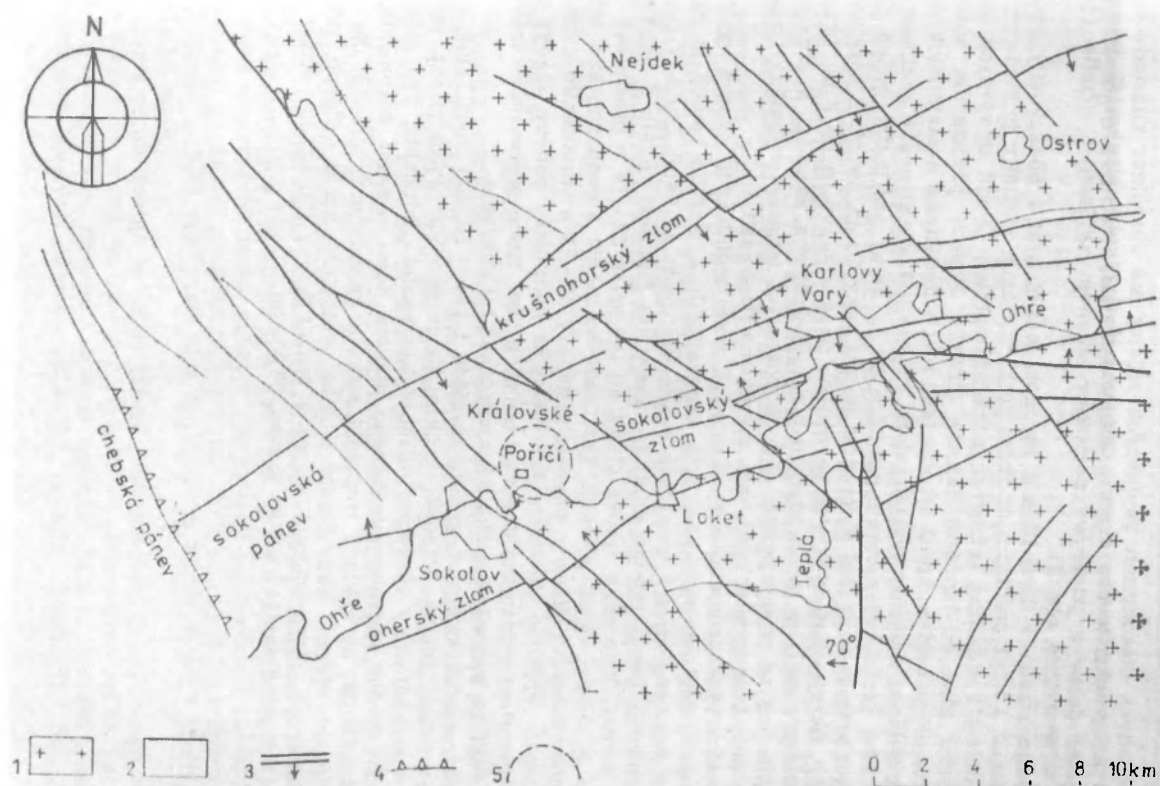 N
Nejdek
Ostrov
krušnohorský zlom
Karlovy
Vary
Ohře
Královské
Poříčí
sokolovský
zlom
chebská pánev
sokolovská
pánev
Loket
Sokolov
Ohře
oherský zlom
Teplá
70°
1 2 3 4 5
0 2 4 6 8 10km